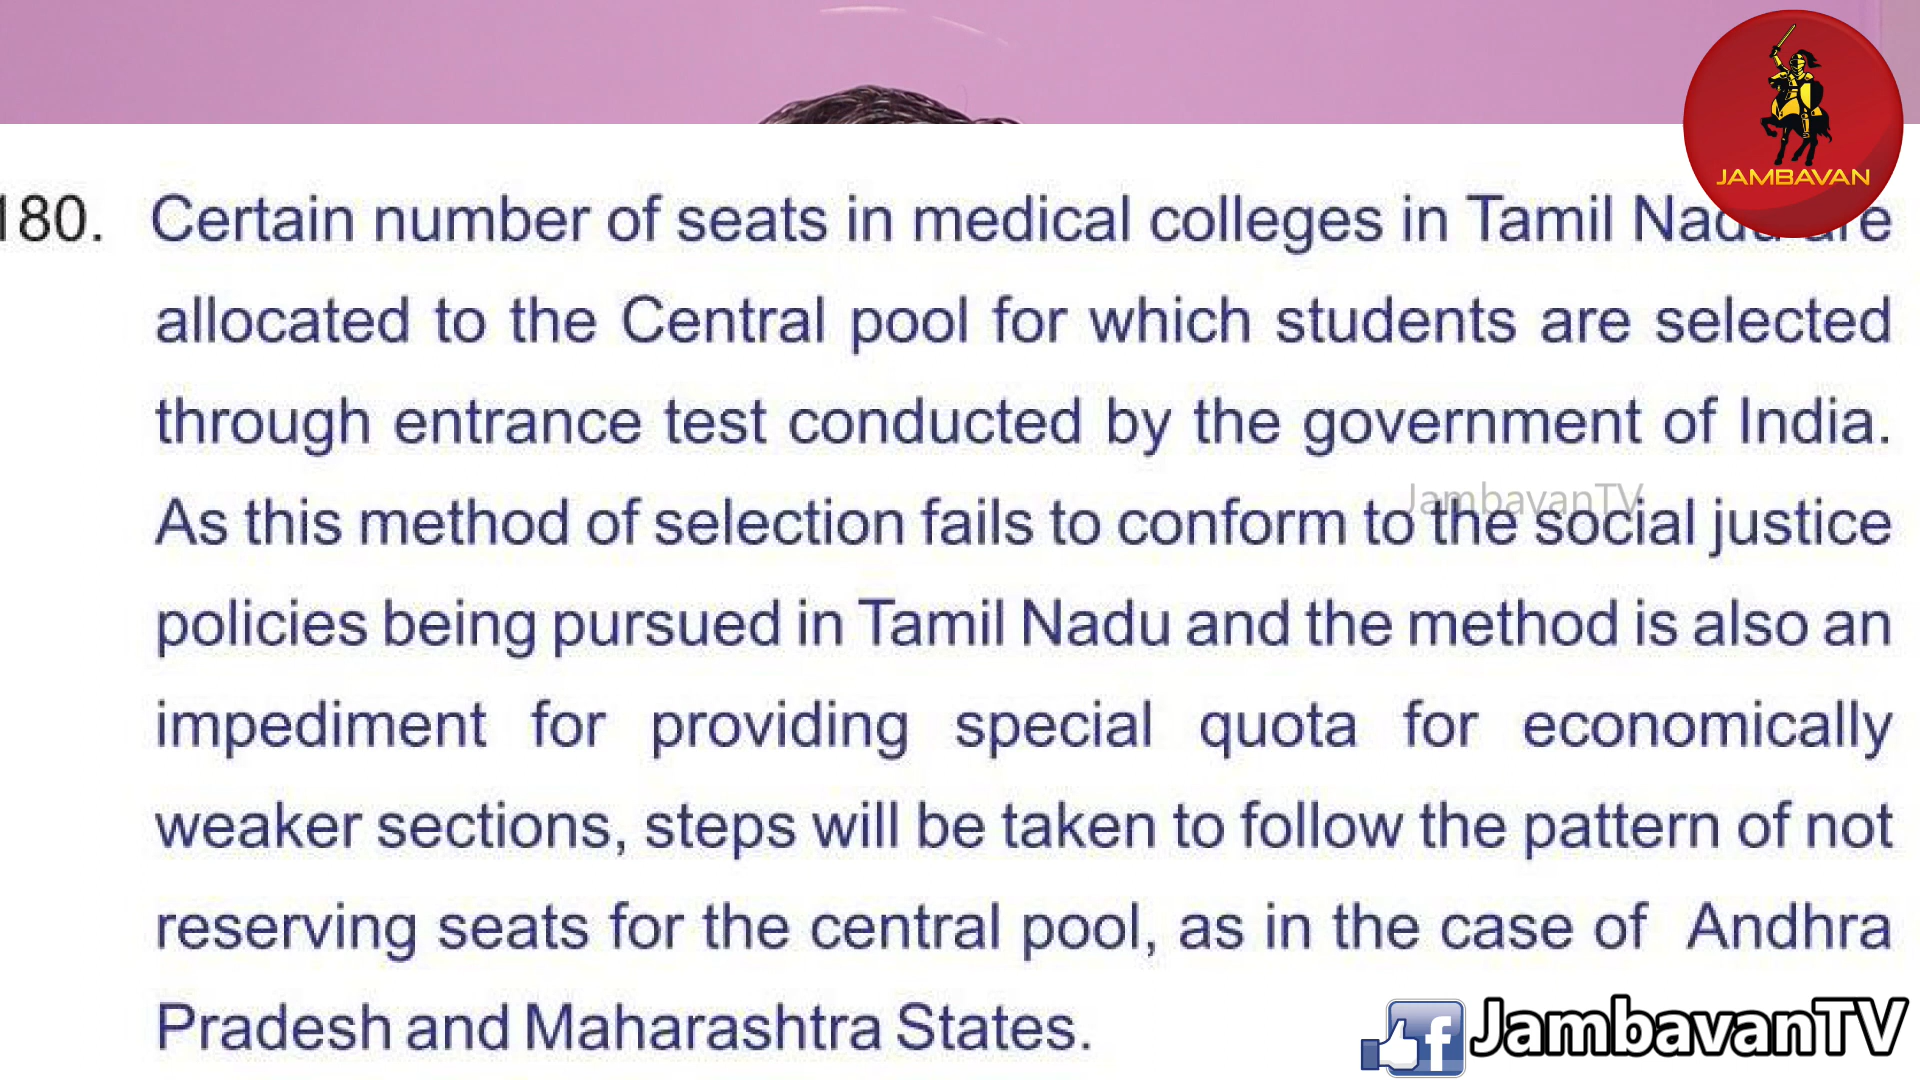 JAMBAVAN
180. Certain number of seats in medical colleges in Tamil Nadu are
allocated to the Central pool for which students are selected
through entrance test conducted by the government of India.
JambavanTV
As this method of selection fails to conform to the social justice
policies being pursued in Tamil Nadu and the method is also an
impediment for providing special quota for economically
weaker sections, steps will be taken to follow the pattern of not
reserving seats for the central pool, as in the case of Andhra
Pradesh and Maharashtra States.
f JambavanTV